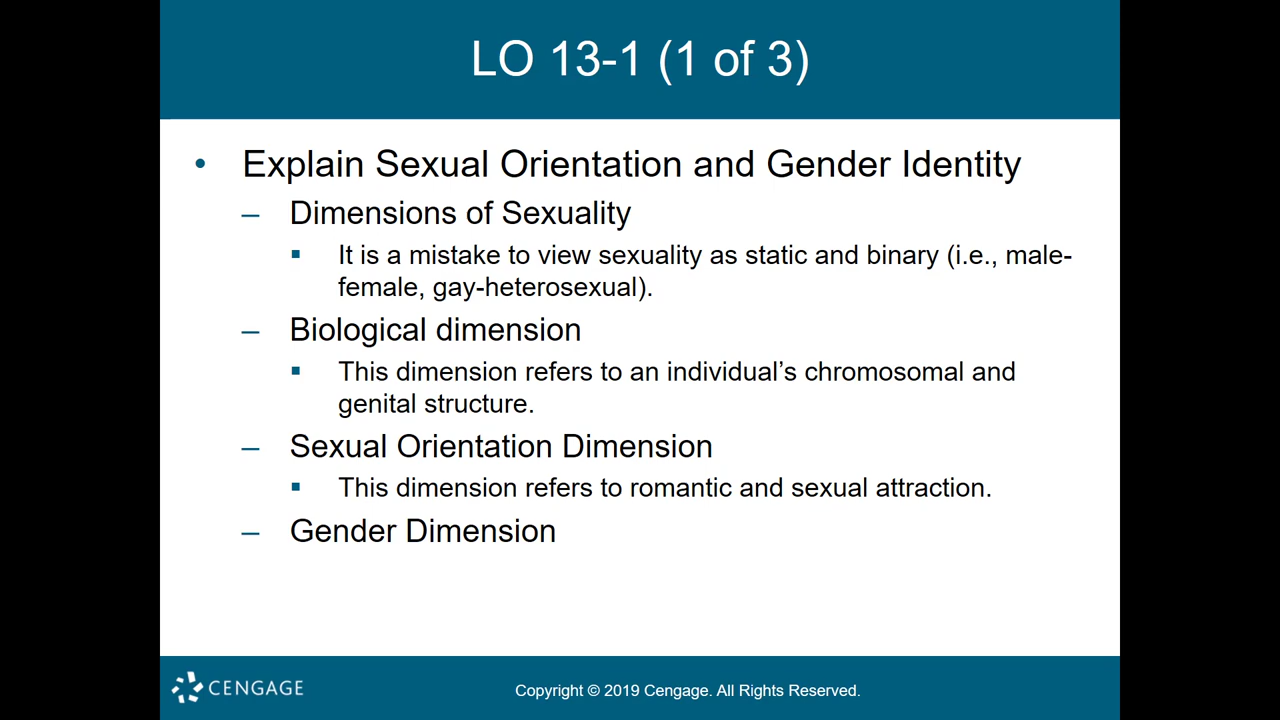 LO 13-1 (1 of 3)
• Explain Sexual Orientation and Gender Identity
– Dimensions of Sexuality
▪ It is a mistake to view sexuality as static and binary (i.e., male-
female, gay-heterosexual).
– Biological dimension
▪ This dimension refers to an individual’s chromosomal and
genital structure.
– Sexual Orientation Dimension
▪ This dimension refers to romantic and sexual attraction.
– Gender Dimension
CENGAGE
Copyright © 2019 Cengage. All Rights Reserved.